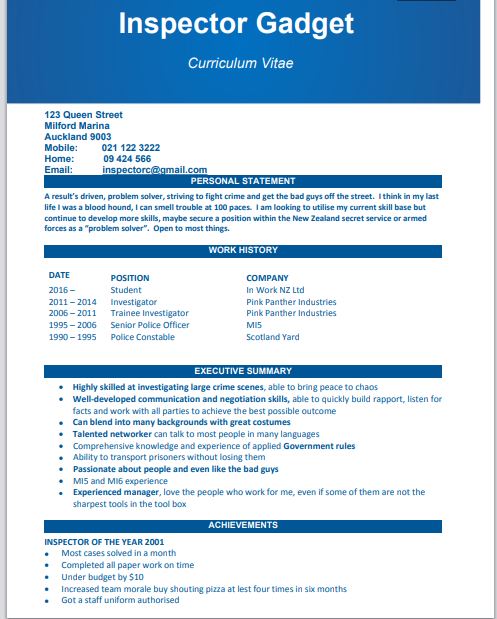 Inspector Gadget
Curriculum Vitae
123 Queen Street
Milford Marina
Auckland 9003
Mobile: 021 122 3222
Home: 09 424 566
Email: inspectorc@gmail.com
PERSONAL STATEMENT
A result's driven, problem solver, striving to fight crime and get the bad guys off the street. I think in my last
life I was a blood hound, I can smell trouble at 100 paces. I am looking to utilise my current skill base but
continue to develop more skills, maybe secure a position within the New Zealand secret service or armed
forces as a "problem solver". Open to most things.
WORK HISTORY
DATE POSITION COMPANY
2016 – Student In Work NZ Ltd
2011 – 2014 Investigator Pink Panther Industries
2006 – 2011 Trainee Investigator Pink Panther Industries
1995 – 2006 Senior Police Officer MI5
1990 – 1995 Police Constable Scotland Yard
EXECUTIVE SUMMARY
• Highly skilled at investigating large crime scenes, able to bring peace to chaos
• Well-developed communication and negotiation skills, able to quickly build rapport, listen for
facts and work with all parties to achieve the best possible outcome
• Can blend into many backgrounds with great costumes
• Talented networker can talk to most people in many languages
• Comprehensive knowledge and experience of applied Government rules
• Ability to transport prisoners without losing them
• Passionate about people and even like the bad guys
• MI5 and MI6 experience
• Experienced manager, love the people who work for me, even if some of them are not the
sharpest tools in the tool box
ACHIEVEMENTS
INSPECTOR OF THE YEAR 2001
• Most cases solved in a month
• Completed all paper work on time
• Under budget by $10
• Increased team morale buy shouting pizza at lest four times in six months
• Got a staff uniform authorised